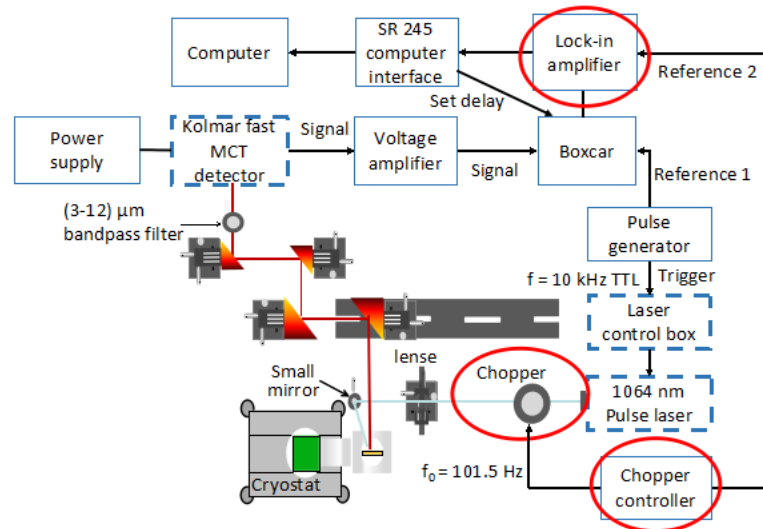 Computer
SR 245
computer
interface
Lock-in
amplifier
Reference 2
Set delay
Power
supply
Kolmar fast
MCT
detector
Signal
Voltage
amplifier
Signal
Boxcar
Reference 1
(3-12) μm
bandpass filter
Pulse
generator
f = 10 kHz TTL
Trigger
Laser
control box
lense
Chopper
Small
mirror
1064 nm
Pulse laser
Cryostat
f₀ = 101.5 Hz
Chopper
controller